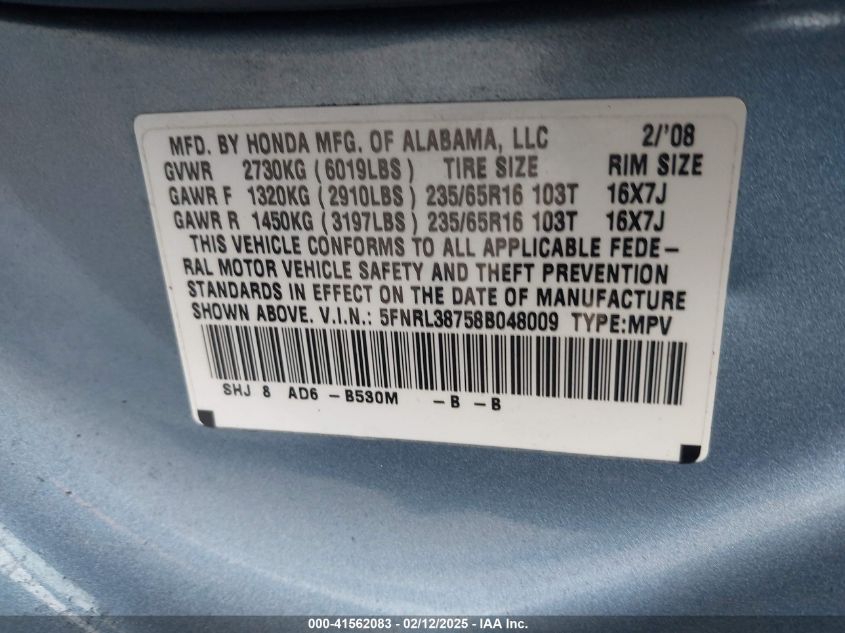 MFD. BY HONDA MFG. OF ALABAMA, LLC 2/'08
GVWR 2730KG (6019LBS) TIRE SIZE RIM SIZE
GAWR F 1320KG (2910LBS) 235/65R16 103T 16X7J
GAWR R 1450KG (3197LBS) 235/65R16 103T 16X7J
THIS VEHICLE CONFORMS TO ALL APPLICABLE FEDE-
RAL MOTOR VEHICLE SAFETY AND THEFT PREVENTION
STANDARDS IN EFFECT ON THE DATE OF MANUFACTURE
SHOWN ABOVE. V.I.N.: 5FNRL38758B048009 TYPE:MPV
SHJ 8 AD6 -B530M -B -B
000-41562083 - 02/12/2025 - IAA Inc.